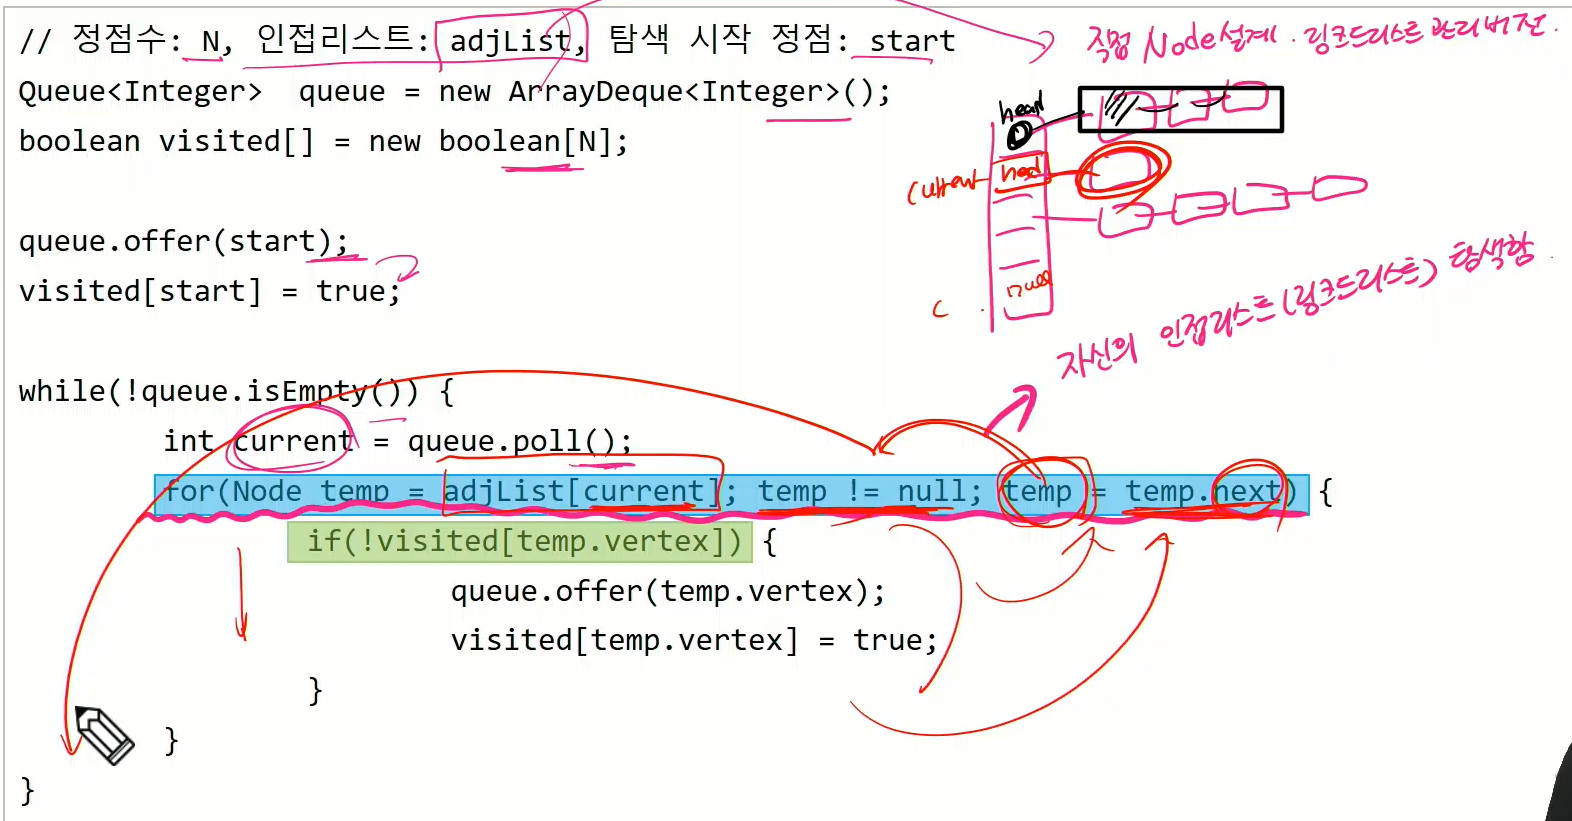 // 정점수: N, 인접리스트: adjList, 탐색 시작 정점: start
직접 Node설계. 링크드리스트 관리버전.
Queue<Integer>  queue = new ArrayDeque<Integer>();
head
boolean visited[] = new boolean[N];
current
head
queue.offer(start);
visited[start] = true;
null
c
자신의 인접리스트(링크드리스트) 탐색함.
while(!queue.isEmpty()) {
int current = queue.poll();
for(Node temp = adjList[current]; temp != null; temp = temp.next) {
if(!visited[temp.vertex]) {
queue.offer(temp.vertex);
visited[temp.vertex] = true;
}
}
}